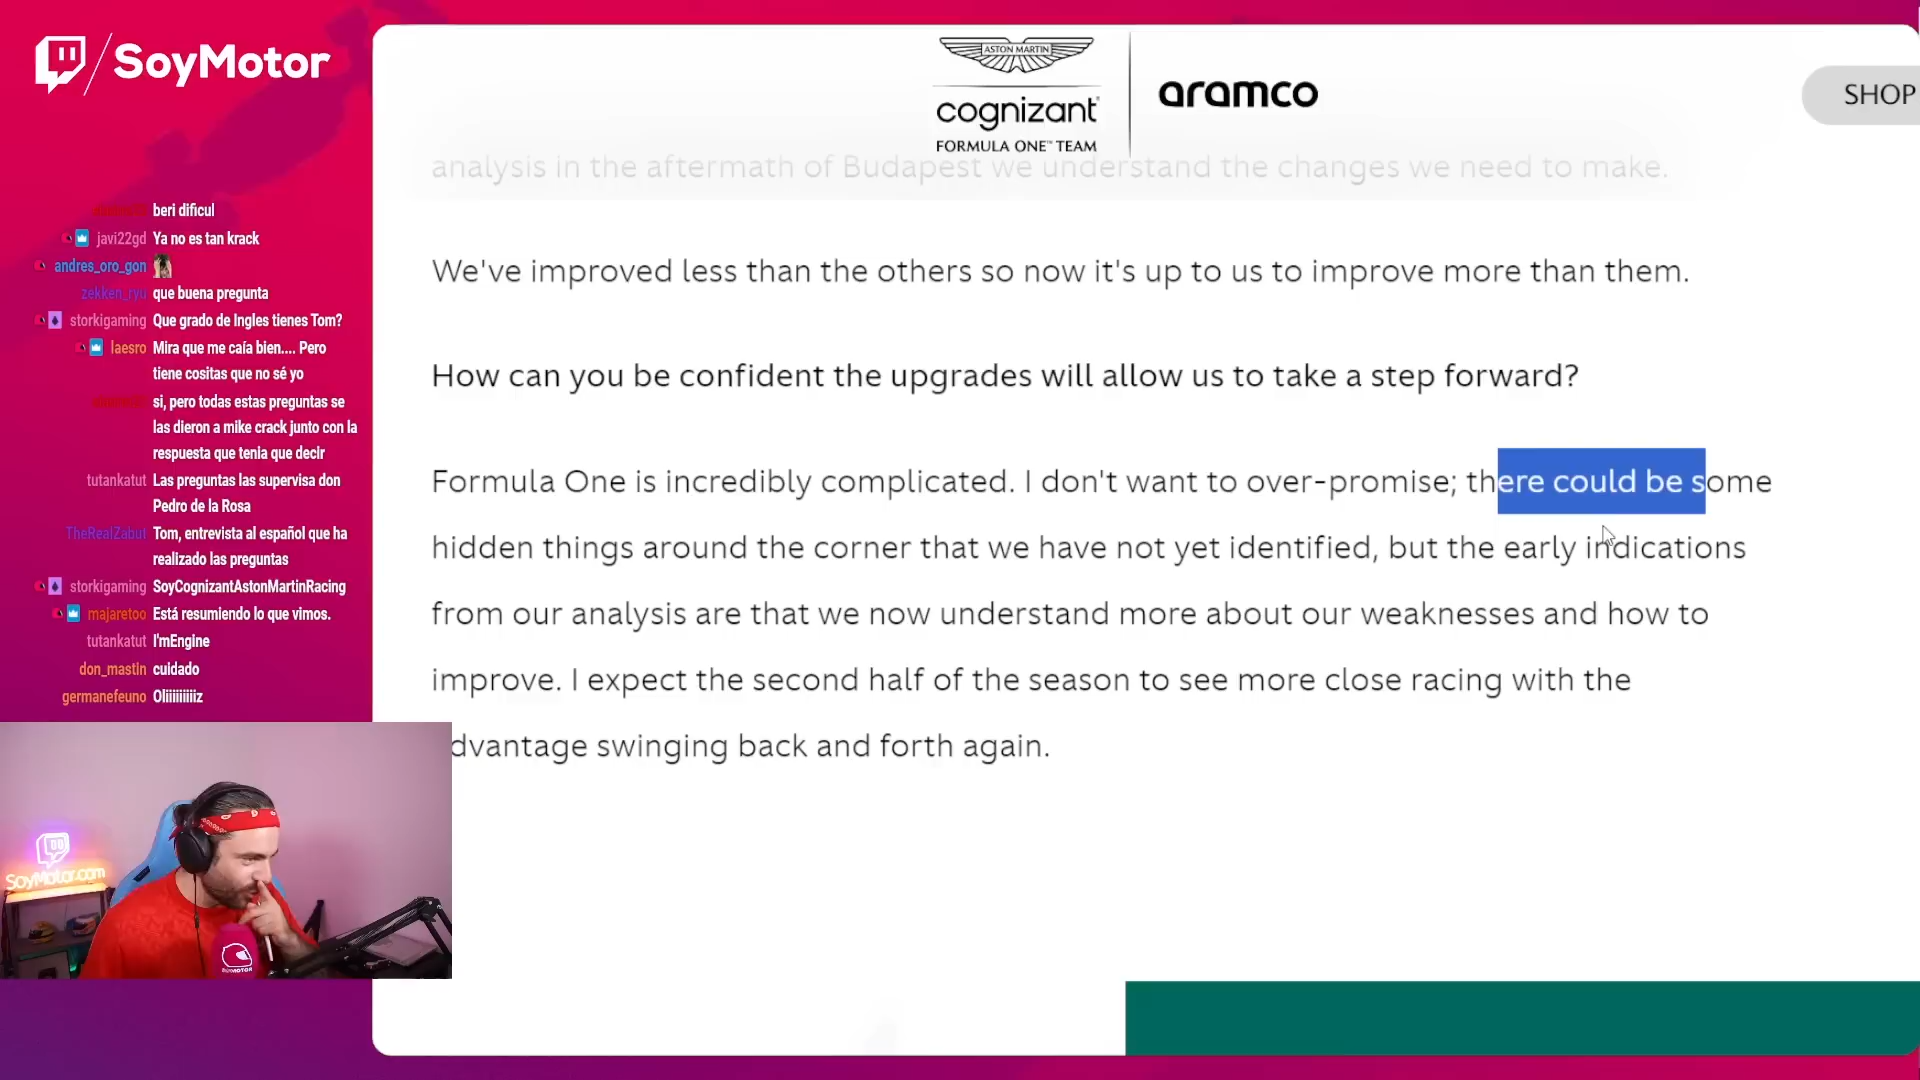 SoyMotor
beri dificul
javi22gd Ya no es tan krack
andres_oro_gon
zekken_ryu que buena pregunta
storkigaming Que grado de Ingles tienes Tom?
laesro Mira que me caía bien.... Pero
tiene cositas que no sé yo
si, pero todas estas preguntas se
las dieron a mike crack junto con la
respuesta que tenia que decir
tutankatut Las preguntas las supervisa don
Pedro de la Rosa
TheRealZabut Tom, entrevista al español que ha
realizado las preguntas
storkigaming SoyCognizantAstonMartinRacing
majaretoo Está resumiendo lo que vimos.
tutankatut I'mEngine
don_mastin cuidado
germanefeuno Oliiiiiiiiiz
SoyMotor.com
ASTON MARTIN
cognizant
FORMULA ONE™ TEAM
aramco
SHOP
analysis in the aftermath of Budapest we understand the changes we need to make.
We've improved less than the others so now it's up to us to improve more than them.
How can you be confident the upgrades will allow us to take a step forward?
Formula One is incredibly complicated. I don't want to over-promise; there could be some
hidden things around the corner that we have not yet identified, but the early indications
from our analysis are that we now understand more about our weaknesses and how to
improve. I expect the second half of the season to see more close racing with the
dvantage swinging back and forth again.